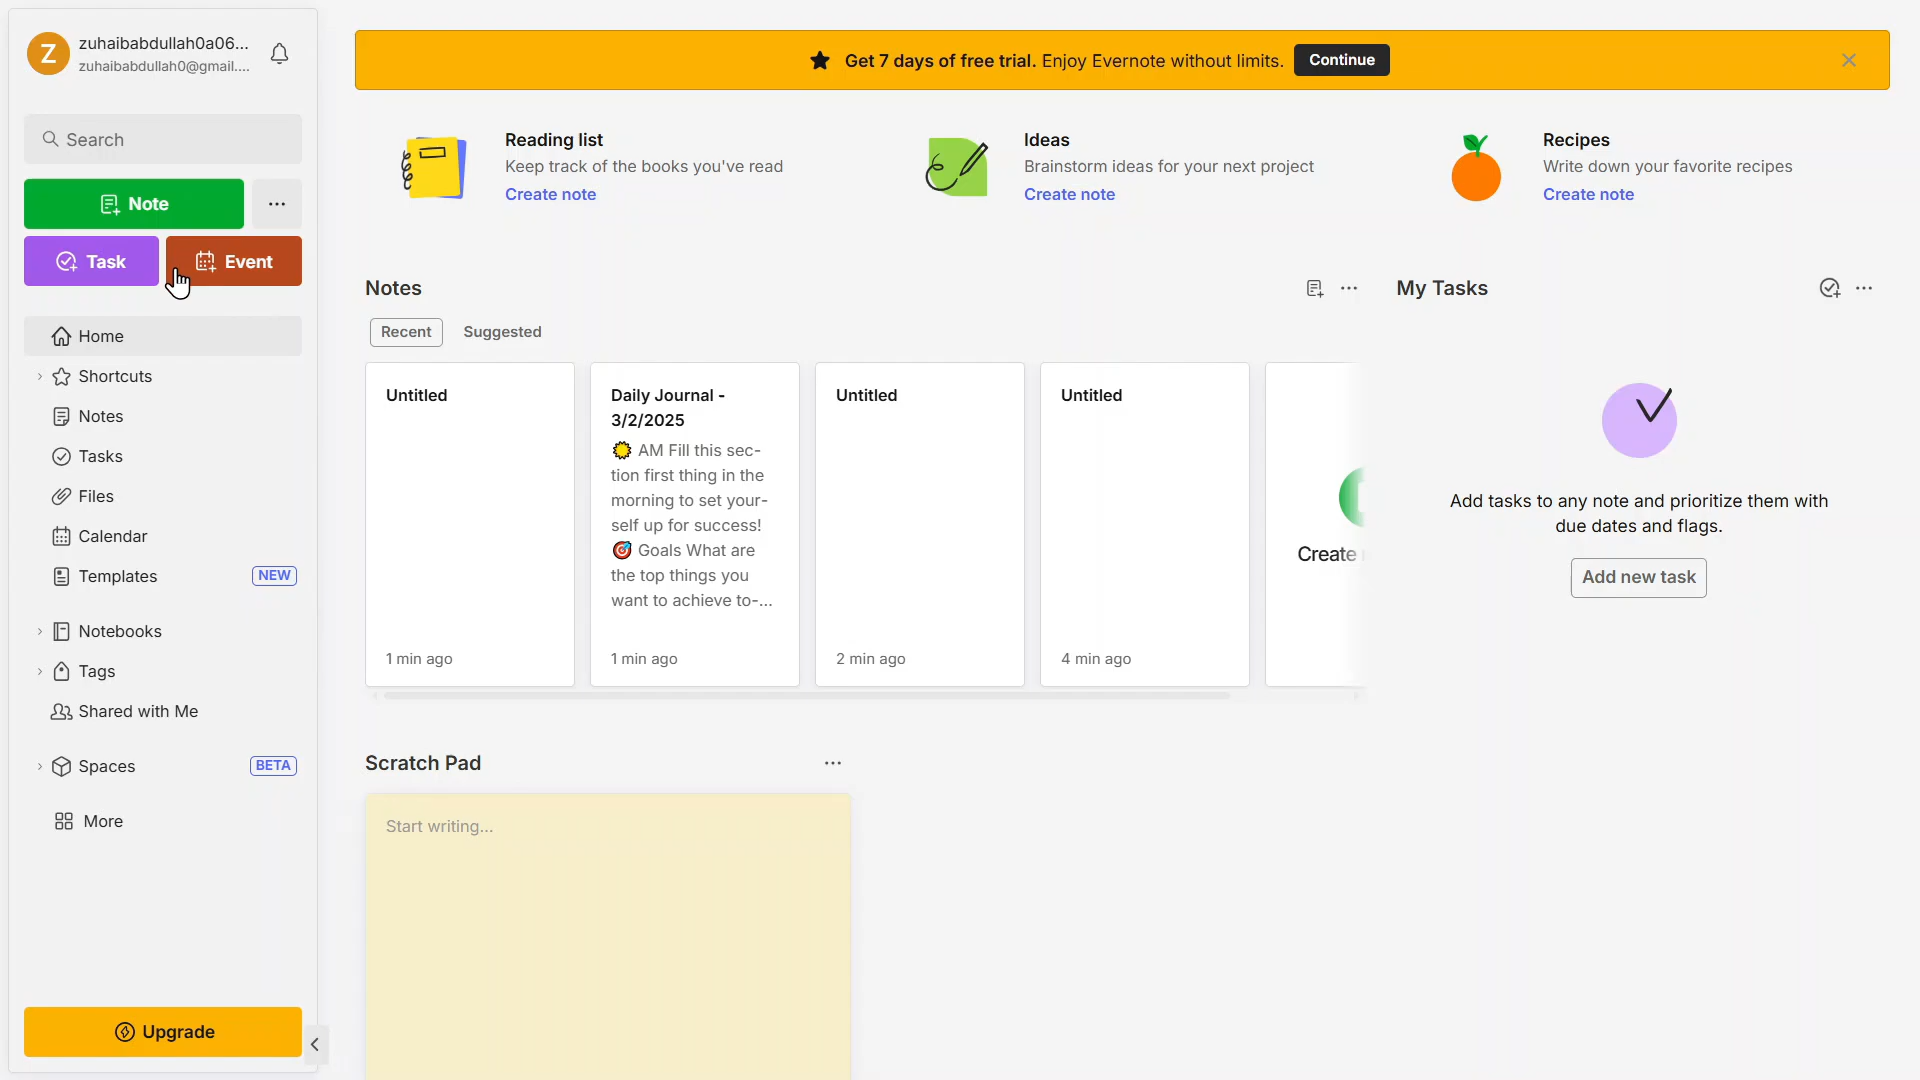 Z
zuhaibabdullah0a06...
zuhaibabdullah0@gmail....
Search
Note
Task
Event
Home
Shortcuts
Notes
Tasks
Files
Calendar
Templates
NEW
Notebooks
Tags
Shared with Me
Spaces
BETA
More
Upgrade
Get 7 days of free trial. Enjoy Evernote without limits.
Continue
Reading list
Keep track of the books you've read
Create note
Ideas
Brainstorm ideas for your next project
Create note
Recipes
Write down your favorite recipes
Create note
Notes
Recent
Suggested
Untitled
1 min ago
Daily Journal -
3/2/2025
AM Fill this sec-
tion first thing in the
morning to set your-
self up for success!
🎯 Goals What are
the top things you
want to achieve to-...
1 min ago
Untitled
2 min ago
Untitled
4 min ago
Create
My Tasks
Add tasks to any note and prioritize them with
due dates and flags.
Add new task
Scratch Pad
Start writing...